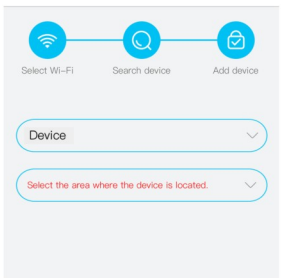 Select Wi-Fi
Search device
Add device
Device
Select the area where the device is located.